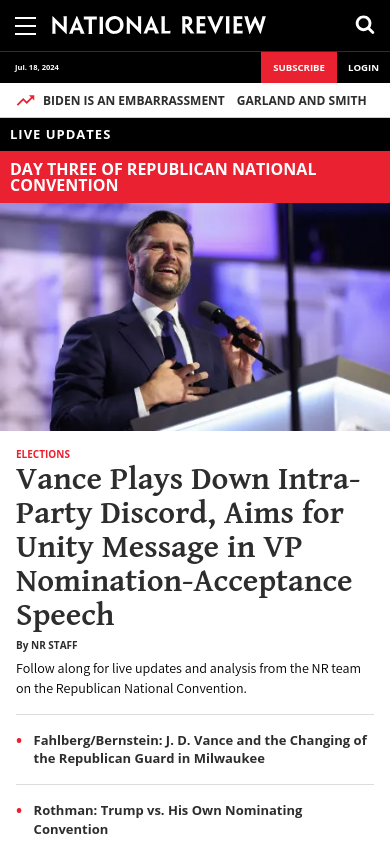 NATIONAL REVIEW
Jul. 18, 2024
SUBSCRIBE
LOGIN
BIDEN IS AN EMBARRASSMENT GARLAND AND SMITH
LIVE UPDATES
DAY THREE OF REPUBLICAN NATIONAL
CONVENTION
ELECTIONS
Vance Plays Down Intra-
Party Discord, Aims for
Unity Message in VP
Nomination-Acceptance
Speech
By NR STAFF
Follow along for live updates and analysis from the NR team
on the Republican National Convention.
• Fahlberg/Bernstein: J. D. Vance and the Changing of
the Republican Guard in Milwaukee
• Rothman: Trump vs. His Own Nominating
Convention